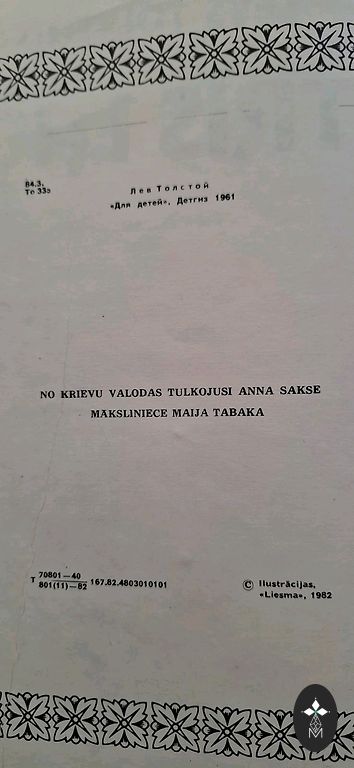 84.3.
То 333
Лев Толстой
«Для детей», Детгиз 1961
NO KRIEVU VALODAS TULKOJUSI ANNA SAKSE
MĀKSLINIECE MAIJA TABAKA
T 70801—40
801(11)—82 167.82.4803010101
© Ilustrācijas,
«Liesma», 1982
M